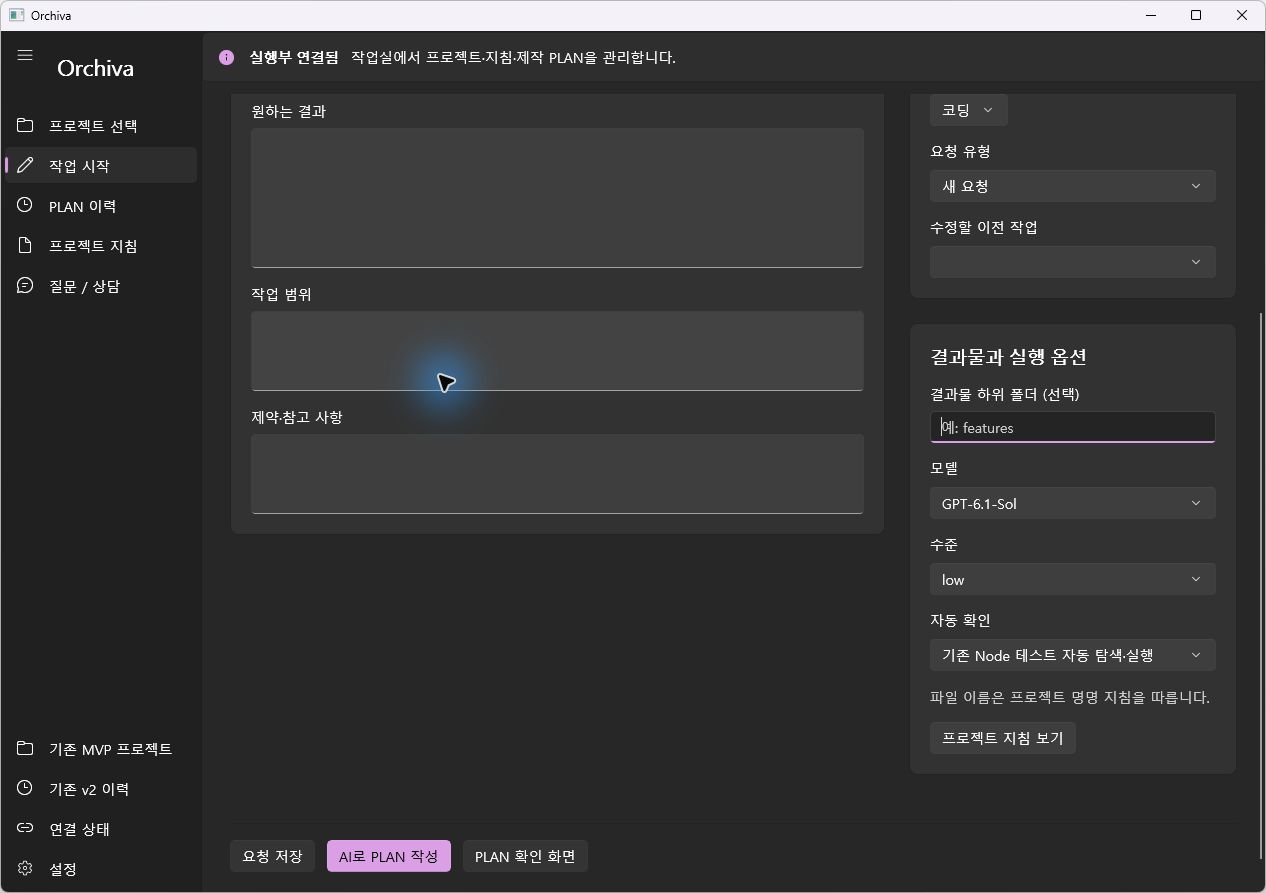 Orchiva
Orchiva
프로젝트 선택
작업 시작
PLAN 이력
프로젝트 지침
질문 / 상담
기존 MVP 프로젝트
기존 v2 이력
연결 상태
설정
실행부 연결됨 작업실에서 프로젝트·지침·제작 PLAN을 관리합니다.
원하는 결과
작업 범위
제약·참고 사항
코딩
요청 유형
새 요청
수정할 이전 작업
결과물과 실행 옵션
결과물 하위 폴더 (선택)
예: features
모델
GPT-6.1-Sol
수준
low
자동 확인
기존 Node 테스트 자동 탐색·실행
파일 이름은 프로젝트 명명 지침을 따릅니다.
프로젝트 지침 보기
요청 저장
AI로 PLAN 작성
PLAN 확인 화면